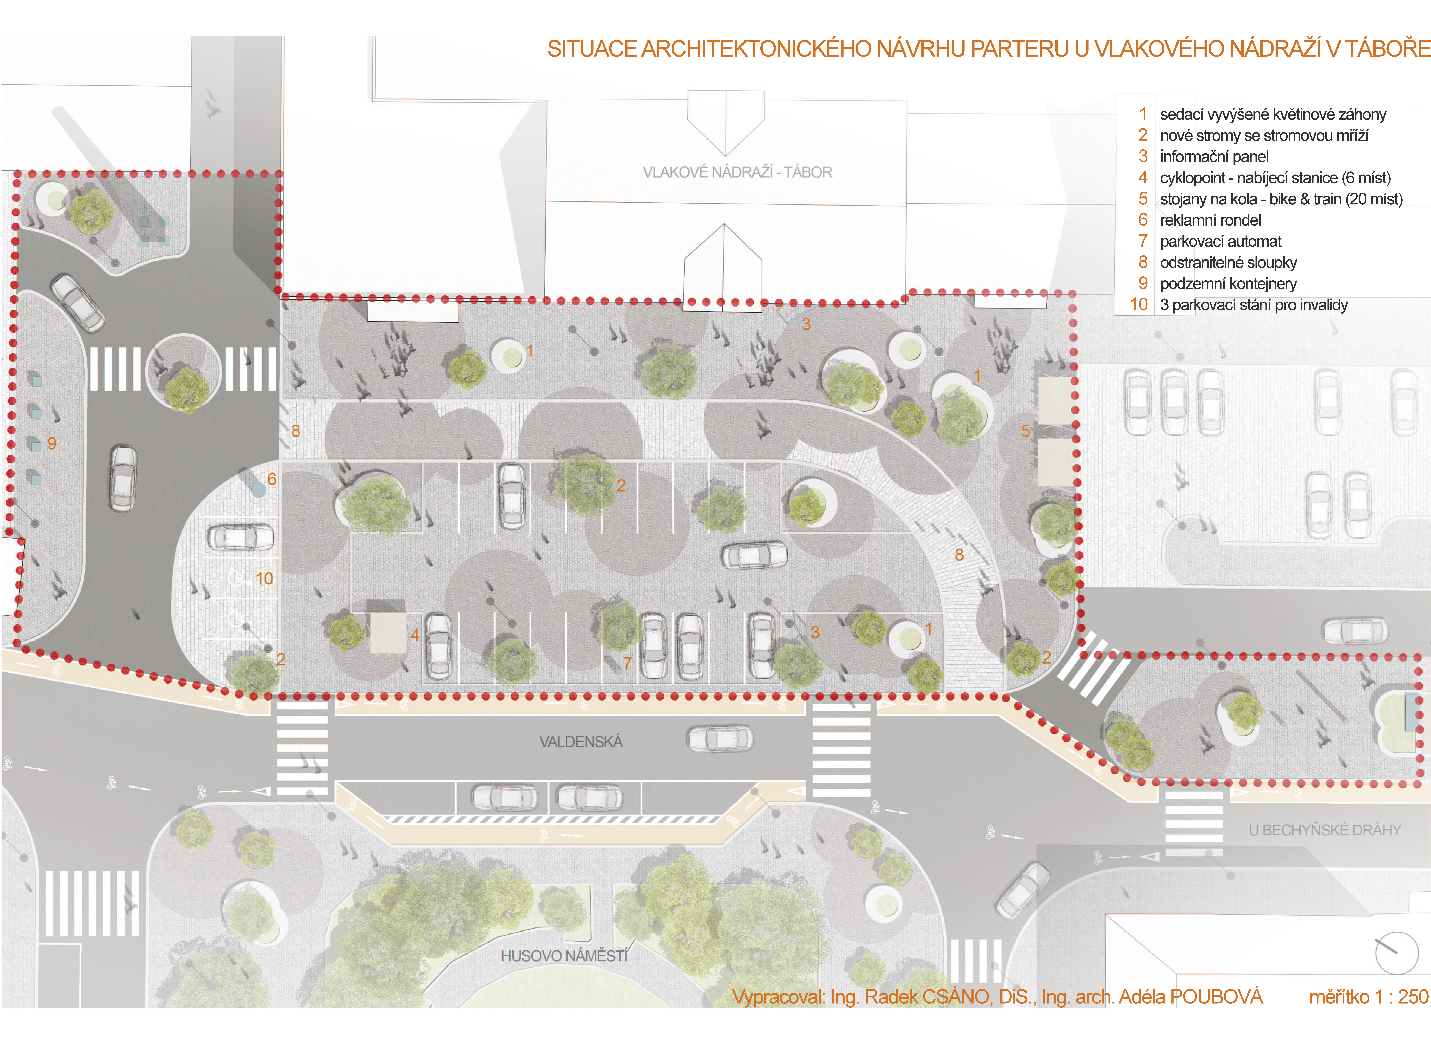 SITUACE ARCHITEKTONICKÉHO NÁVRHU PARTERU U VLAKOVÉHO NÁDRAŽÍ V TÁBOŘE
1 sedací vyvýšené květinové záhony
2 nové stromy se stromovou mříží
3 informační panel
4 cyklopoint - nabíjecí stanice (6 míst)
5 stojany na kola - bike & train (20 míst)
6 reklamní rondel
7 parkovací automat
8 odstranitelné sloupky
9 podzemní kontejnery
10 3 parkovací stání pro invalidy
VLAKOVÉ NÁDRAŽÍ - TÁBOR
3
1
1
8
5
9
6
2
8
10
4
3
1
7
2
2
VALDENSKÁ
U BECHYŇSKÉ DRÁHY
HUSOVO NÁMĚSTÍ
Vypracoval: Ing. Radek CSÁNO, DiS., Ing. arch. Adéla POUBOVÁ
měřítko 1 : 250